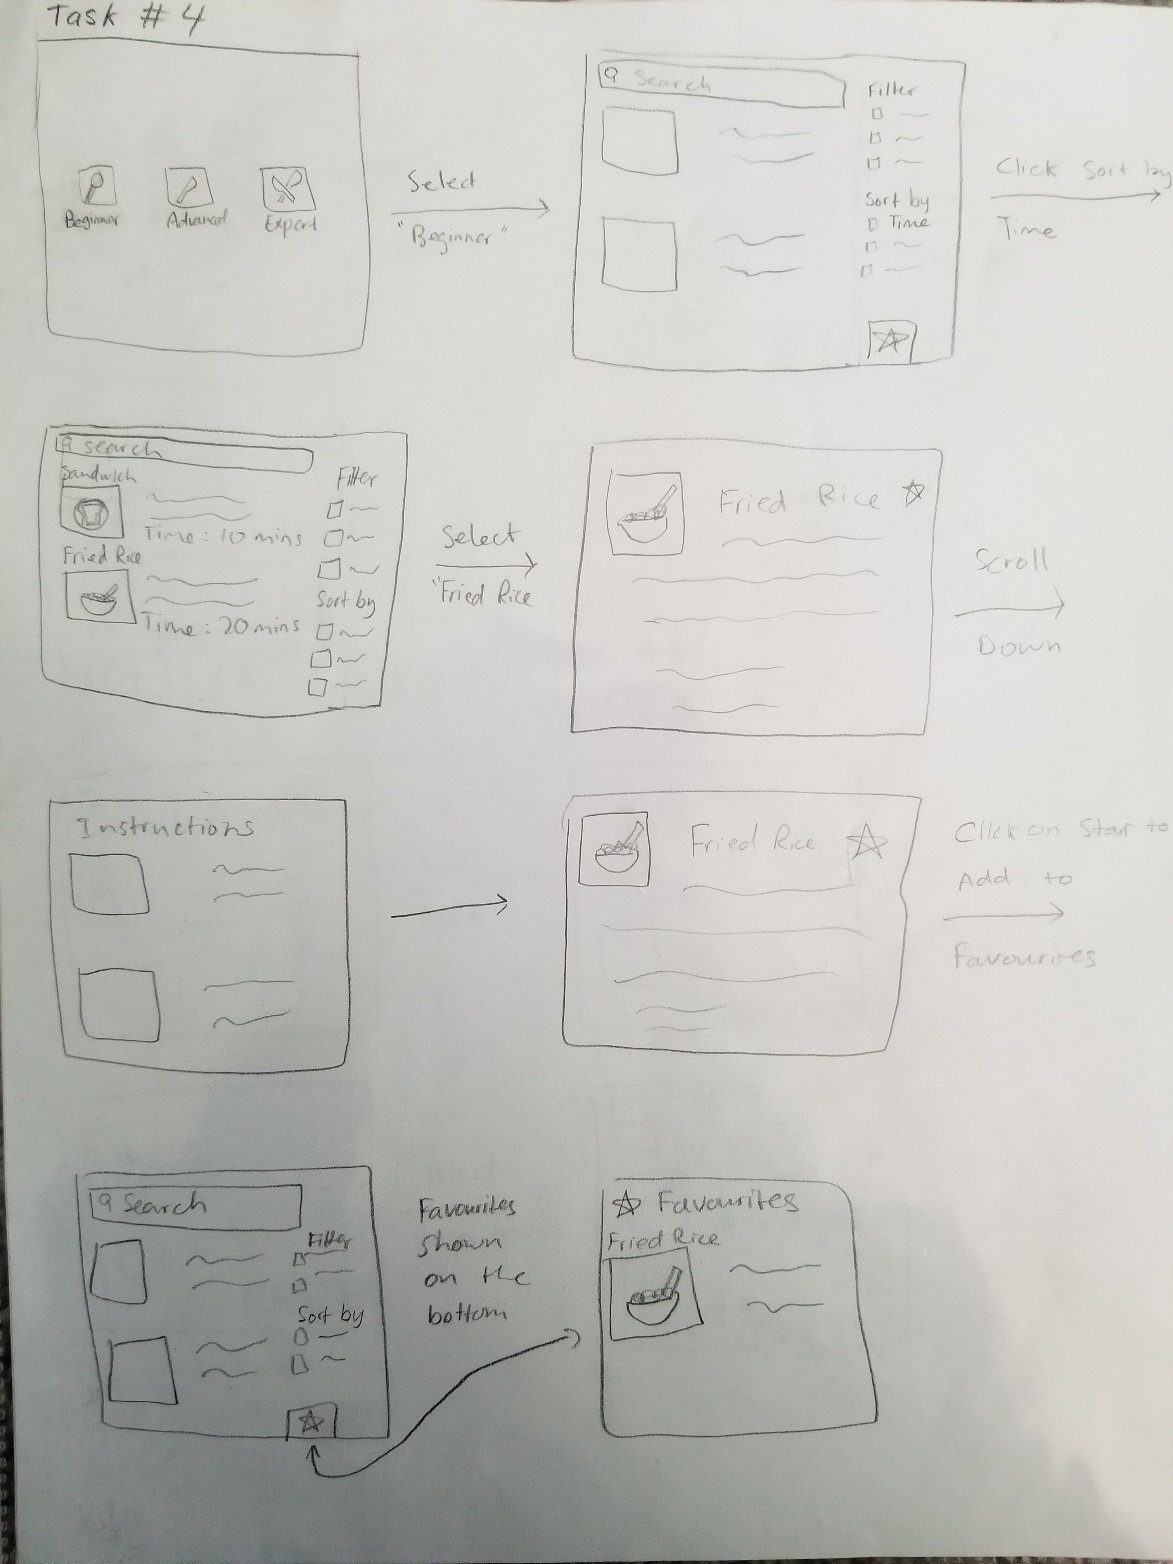 Task # 4
Beginner
Advanced
Expert
Select
"Beginner"
Search
Filter
Sort by
Time
Click Sort by
Time
Search
Sandwich
Time : 10 mins
Fried Rice
Time : 20 mins
Filter
Sort by
Select
"Fried Rice
Fried Rice
Scroll
Down
Instructions
Fried Rice
Click on Star to
Add to
Favourites
Search
Filter
Sort by
Favourites
shown
on the
bottom
Favourites
Fried Rice